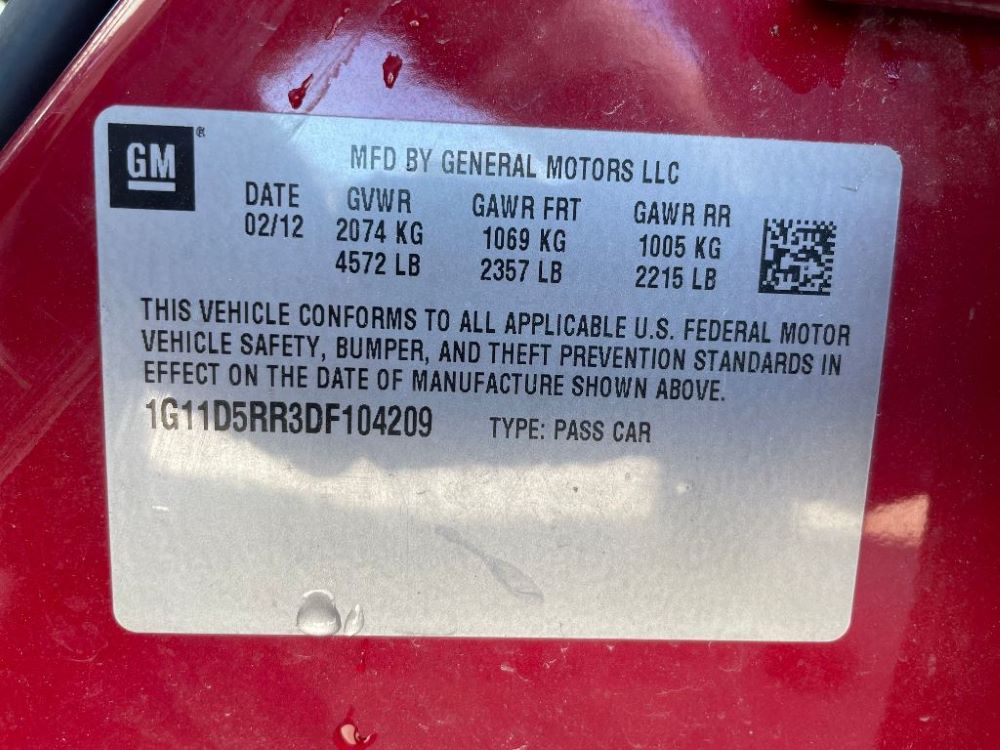 GM®
MFD BY GENERAL MOTORS LLC
DATE GVWR GAWR FRT GAWR RR
02/12 2074 KG 1069 KG 1005 KG
4572 LB 2357 LB 2215 LB
THIS VEHICLE CONFORMS TO ALL APPLICABLE U.S. FEDERAL MOTOR
VEHICLE SAFETY, BUMPER, AND THEFT PREVENTION STANDARDS IN
EFFECT ON THE DATE OF MANUFACTURE SHOWN ABOVE.
1G11D5RR3DF104209 TYPE: PASS CAR